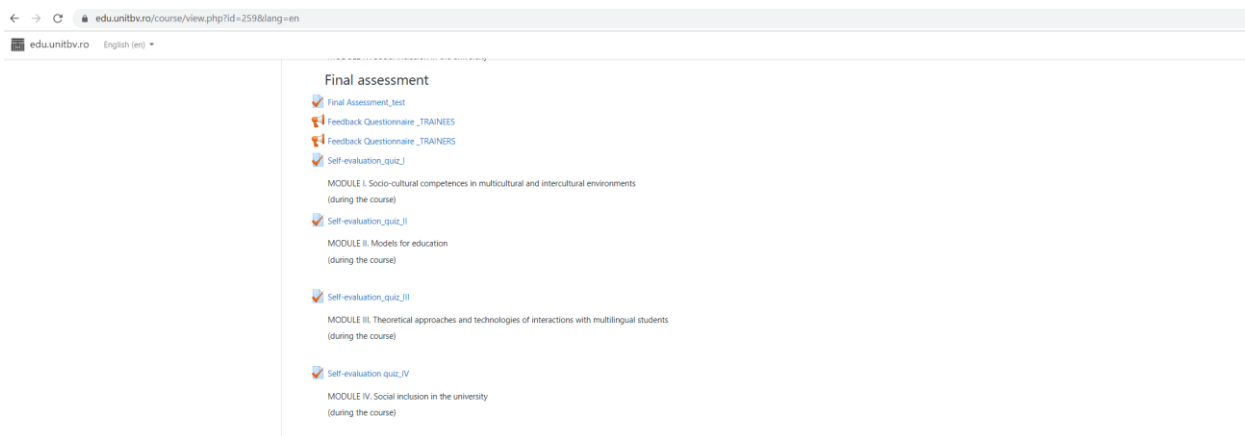 edu.unitbv.ro/course/view.php?id=259&lang=en
edu.unitbv.ro English (en)
Final assessment
Final Assessment_test
Feedback Questionnaire _TRAINEES
Feedback Questionnaire _TRAINERS
Self-evaluation_quiz_I
MODULE I. Socio-cultural competences in multicultural and intercultural environments
(during the course)
Self-evaluation_quiz_II
MODULE II. Models for education
(during the course)
Self-evaluation_quiz_III
MODULE III. Theoretical approaches and technologies of interactions with multilingual students
(during the course)
Self-evaluation quiz_IV
MODULE IV. Social inclusion in the university
(during the course)